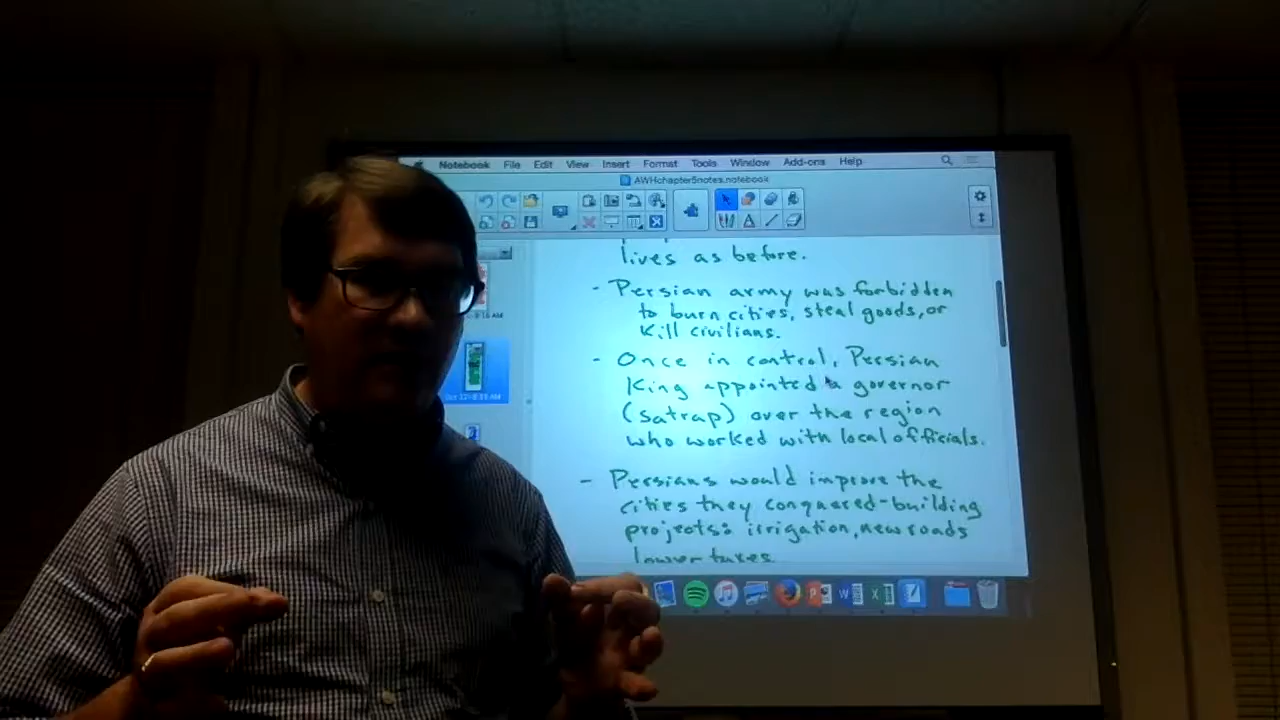 Notebook File Edit View Insert Format Tools Window Add-ons Help
AWHchapter5notes.notebook
lives as before.
- Persian army was forbidden
to burn cities, steal goods, or
kill civilians.
- Once in control, Persian
King appointed a governor
(satrap) over the region
who worked with local officials.
- Persians would improve the
cities they conquered-building
projects: irrigation, new roads
lower taxes.